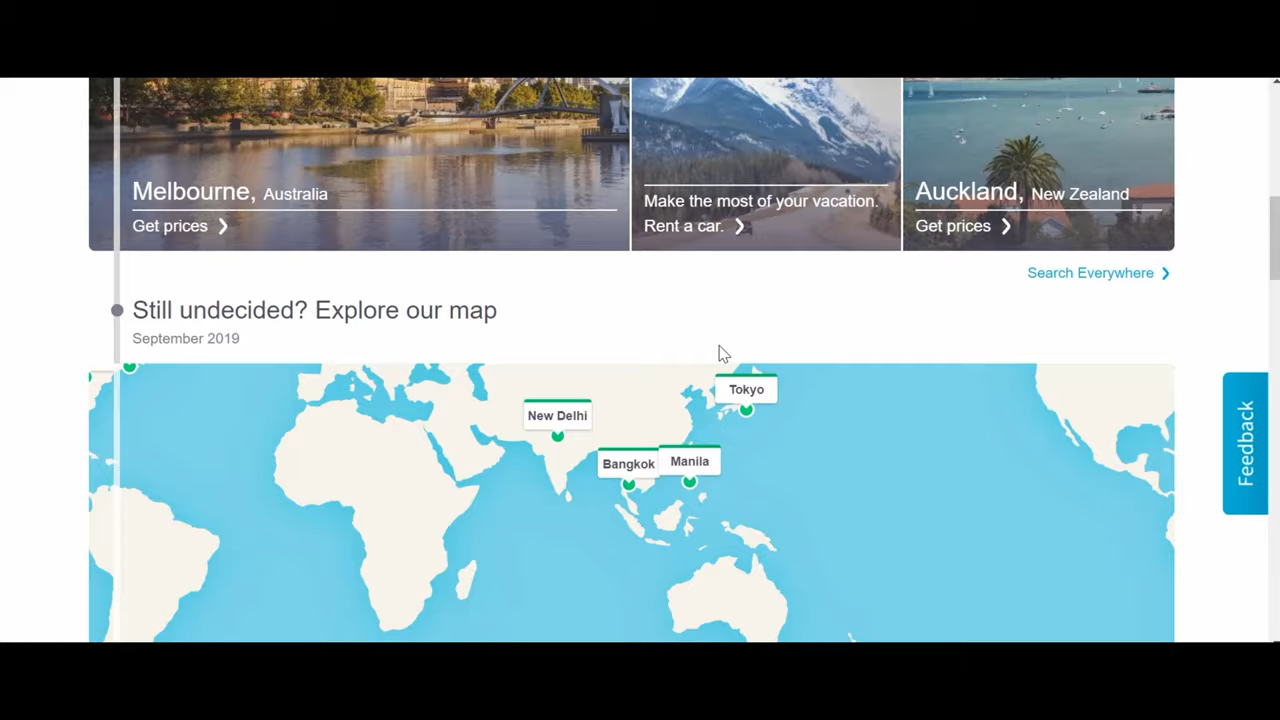 Melbourne, Australia
Get prices
Make the most of your vacation.
Rent a car.
Auckland, New Zealand
Get prices
Search Everywhere
Still undecided? Explore our map
September 2019
Tokyo
New Delhi
Bangkok
Manila
Feedback